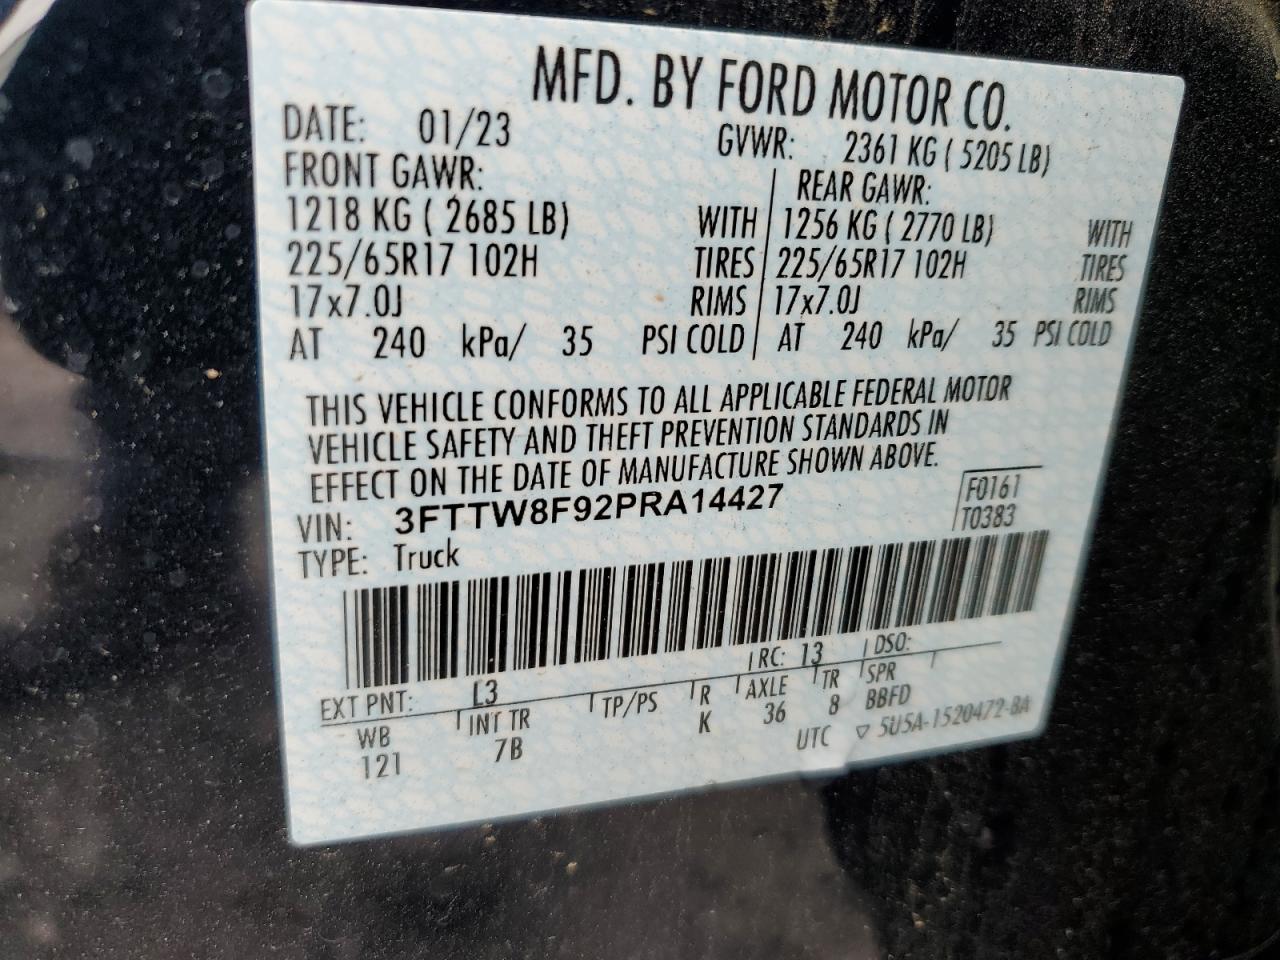 MFD. BY FORD MOTOR CO.
DATE: 01/23 GVWR: 2361 KG ( 5205 LB)
FRONT GAWR: REAR GAWR:
1218 KG ( 2685 LB) WITH 1256 KG ( 2770 LB) WITH
225/65R17 102H TIRES 225/65R17 102H TIRES
17x7.0J RIMS 17x7.0J RIMS
AT 240 kPa/ 35 PSI COLD AT 240 kPa/ 35 PSI COLD
THIS VEHICLE CONFORMS TO ALL APPLICABLE FEDERAL MOTOR
VEHICLE SAFETY AND THEFT PREVENTION STANDARDS IN
EFFECT ON THE DATE OF MANUFACTURE SHOWN ABOVE.
VIN: 3FTTW8F92PRA14427 F0161
TYPE: Truck T0383
EXT PNT: L3 RC: 13 DSO:
WB INT TR TP/PS R AXLE TR SPR
121 7B K 36 8 BBFD
UTC ▽ 5U5A-1520472-BA